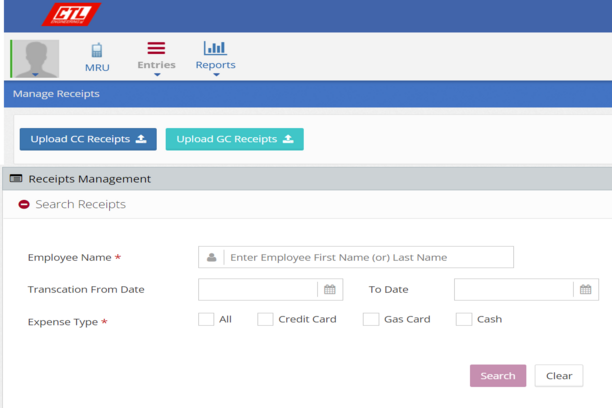 CTL
ENGINEERING
MRU
Entries
Reports
Manage Receipts
Upload CC Receipts
Upload GC Receipts
Receipts Management
Search Receipts
Employee Name *
Enter Employee First Name (or) Last Name
Transcation From Date
To Date
Expense Type *
All
Credit Card
Gas Card
Cash
Search
Clear